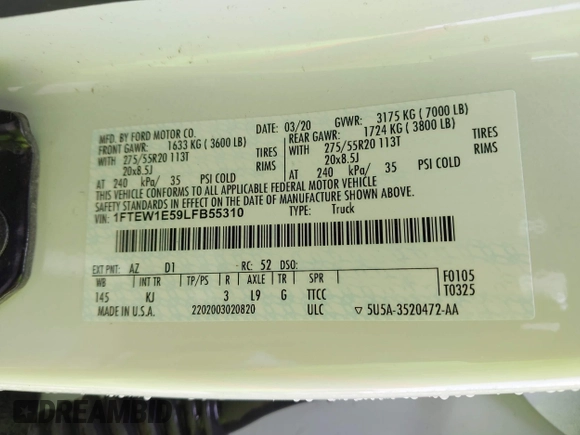 MFD. BY FORD MOTOR CO.
DATE: 03/20 GVWR: 3175 KG ( 7000 LB)
FRONT GAWR: 1633 KG ( 3600 LB)
REAR GAWR: 1724 KG ( 3800 LB)
WITH 275/55R20 113T TIRES
WITH 275/55R20 113T TIRES
20x8.5J RIMS
20x8.5J RIMS
AT 240 kPa/ 35 PSI COLD
AT 240 kPa/ 35 PSI COLD
THIS VEHICLE CONFORMS TO ALL APPLICABLE FEDERAL MOTOR VEHICLE
SAFETY STANDARDS IN EFFECT ON THE DATE OF MANUFACTURE SHOWN ABOVE.
VIN: 1FTEW1E59LFB55310
TYPE: Truck
EXT PNT: AZ D1 RC: 52 DSO:
WB INT TR TP/PS R AXLE TR SPR
F0105
145 KJ 3 L9 G TTCC
T0325
MADE IN U.S.A. 2202003020820 ULC ▽ 5U5A-3520472-AA
DREAMBID